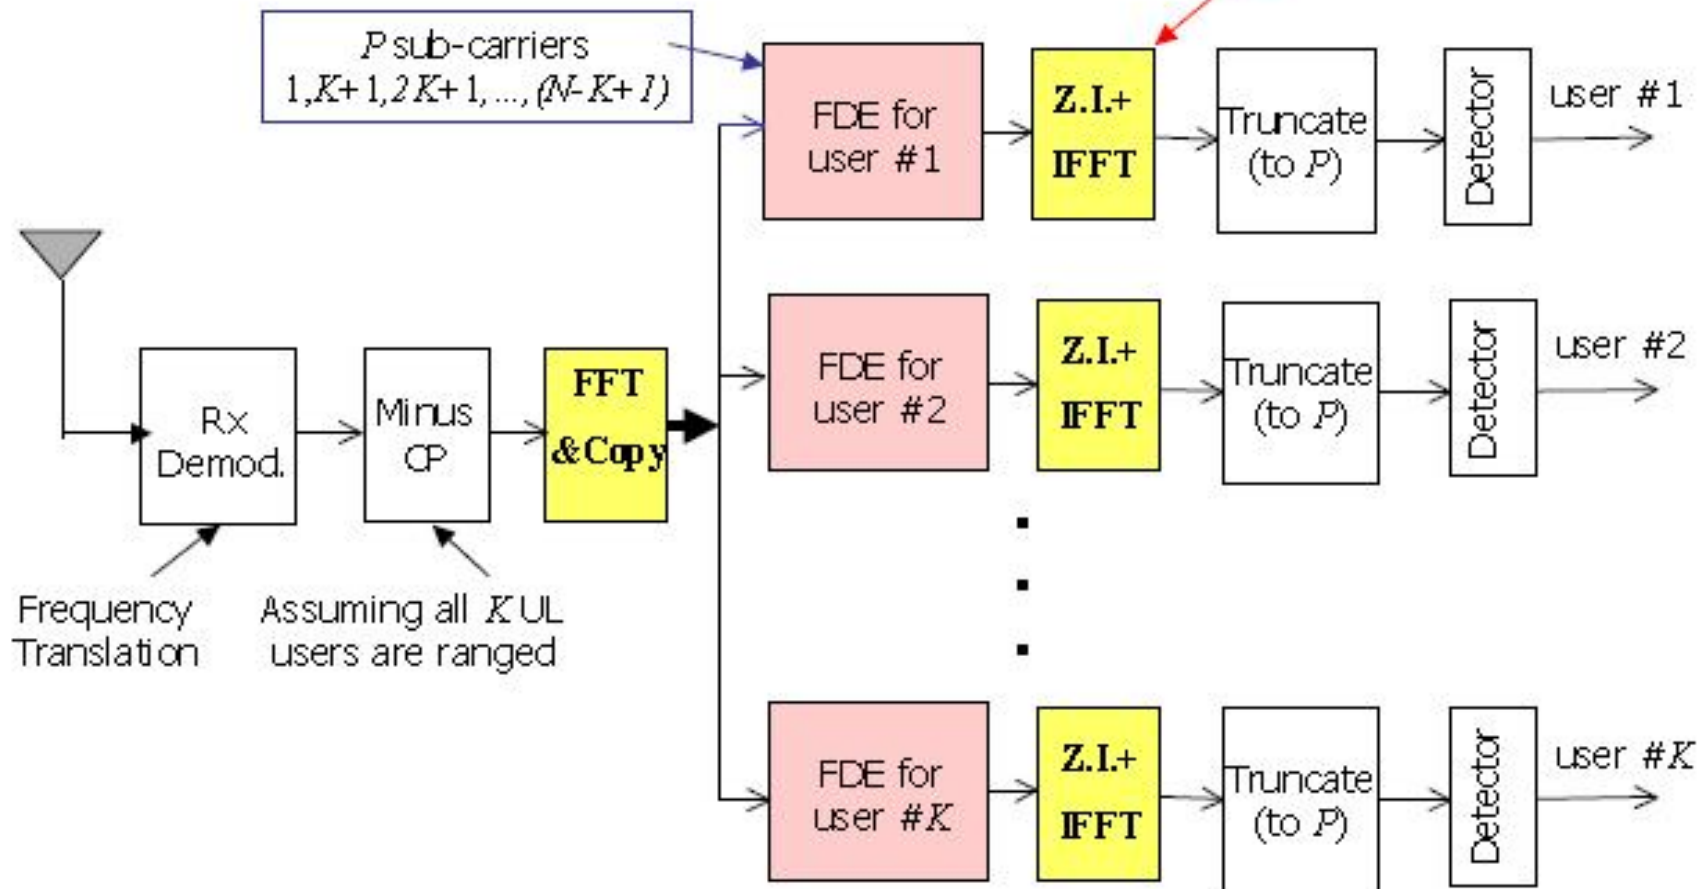 P sub-carriers
1,K+1,2K+1,...,(N-K+1)
FDE for
user #1
Z.I.+
IFFT
Truncate
(to P)
Detector
user #1
FDE for
user #2
Z.I.+
IFFT
Truncate
(to P)
Detector
user #2
Rx
Demod.
Minus
CP
FFT
&Copy
Frequency
Translation
Assuming all K UL
users are ranged
FDE for
user #K
Z.I.+
IFFT
Truncate
(to P)
Detector
user #K